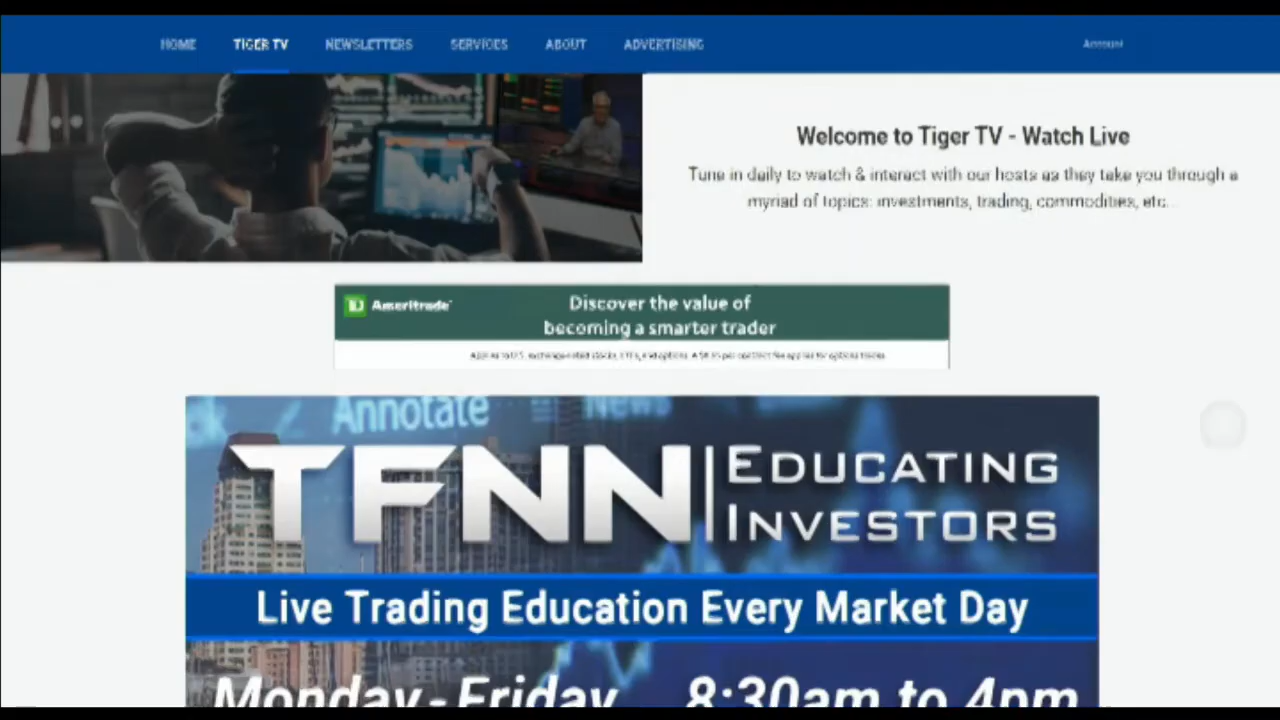 HOME TIGER TV NEWSLETTERS SERVICES ABOUT ADVERTISING Account
Welcome to Tiger TV - Watch Live
Tune in daily to watch & interact with our hosts as they take you through a
myriad of topics: investments, trading, commodities, etc...
TD Ameritrade
Discover the value of
becoming a smarter trader
Annotate News
TFNN EDUCATING
INVESTORS
Live Trading Education Every Market Day
Monday - Friday 8:30am to 4pm